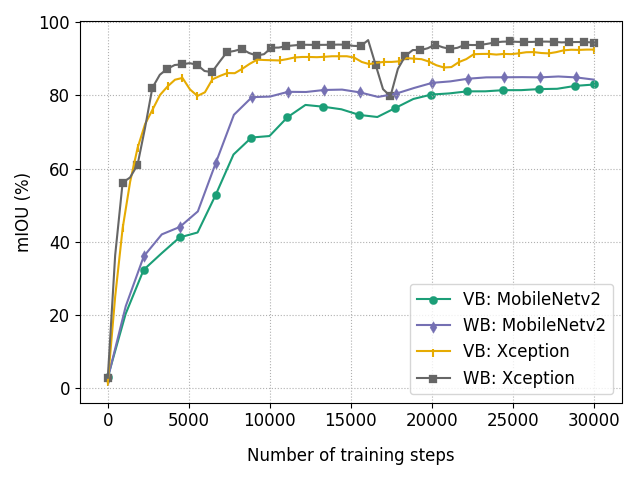 100
80
60
40
20
0
mIOU (%)
VB: MobileNetv2
WB: MobileNetv2
VB: Xception
WB: Xception
0 5000 10000 15000 20000 25000 30000
Number of training steps